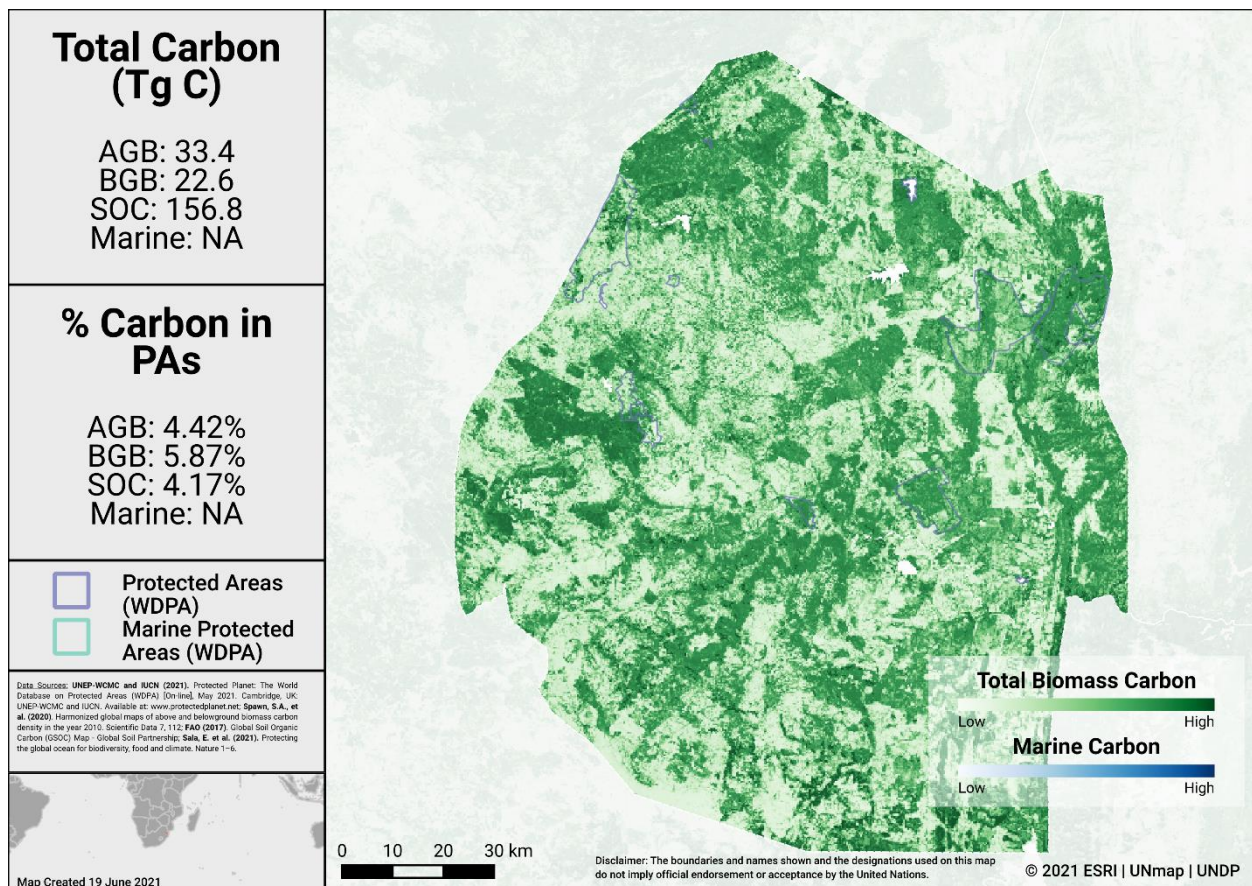 Total Carbon
(Tg C)
AGB: 33.4
BGB: 22.6
SOC: 156.8
Marine: NA
% Carbon in
PAs
AGB: 4.42%
BGB: 5.87%
SOC: 4.17%
Marine: NA
Protected Areas
(WDPA)
Marine Protected
Areas (WDPA)
Data Sources: UNEP-WCMC and IUCN (2021). Protected Planet: The World
Database on Protected Areas (WDPA) [On-line], May 2021. Cambridge, UK:
UNEP-WCMC and IUCN. Available at: www.protectedplanet.net; Spawn, S.A., et
al. (2020). Harmonized global maps of above and belowground biomass carbon
density in the year 2010. Scientific Data 7, 112; FAO (2017). Global Soil Organic
Carbon (GSOC) Map - Global Soil Partnership; Sala, E. et al. (2021). Protecting
the global ocean for biodiversity, food and climate. Nature 1–6.
Map Created 19 June 2021
Total Biomass Carbon
Low High
Marine Carbon
Low High
0 10 20 30 km
Disclaimer: The boundaries and names shown and the designations used on this map
do not imply official endorsement or acceptance by the United Nations.
© 2021 ESRI | UNmap | UNDP